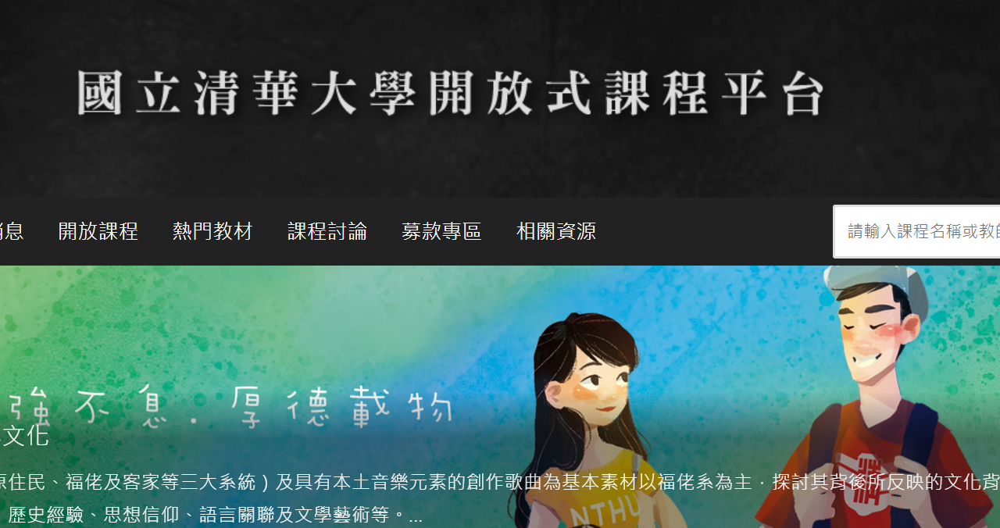 國立清華大學開放式課程平台
息 開放課程 熱門教材 課程討論 募款專區 相關資源 請輸入課程名稱或教
強不息．厚德載物
文化
住民、福佬及客家等三大系統）及具有本土音樂元素的創作歌曲為基本素材以福佬系為主．探討其背後所反映的文化背
歷史經驗、思想信仰、語言關聯及文學藝術等。...
NTHU